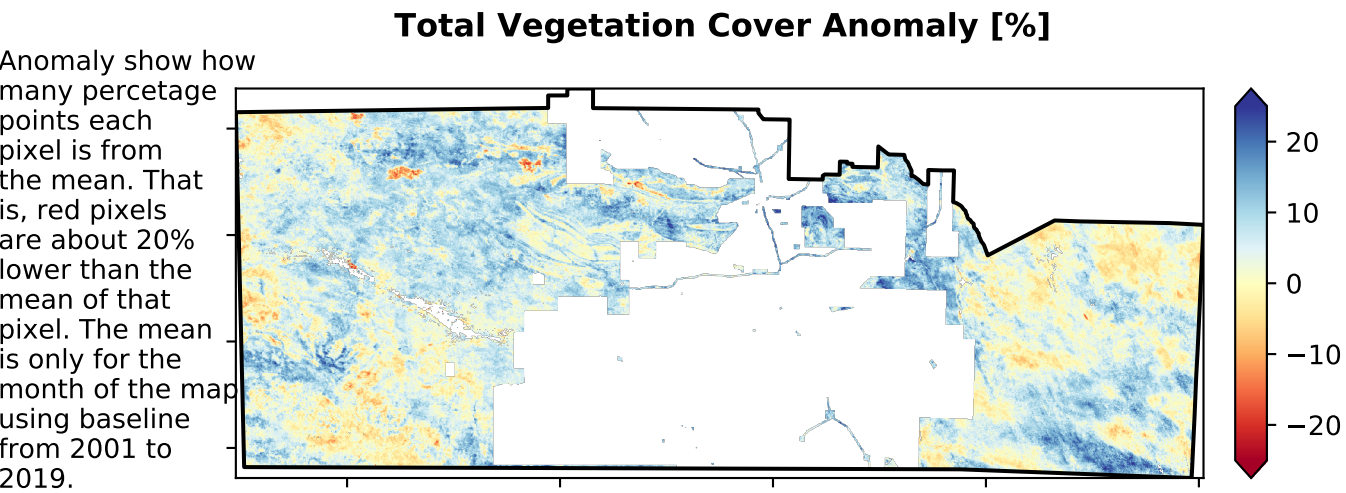 Total Vegetation Cover Anomaly [%]
Anomaly show how
many percetage
points each
pixel is from
the mean. That
is, red pixels
are about 20%
lower than the
mean of that
pixel. The mean
is only for the
month of the map
using baseline
from 2001 to
2019.
20
10
0
−10
−20